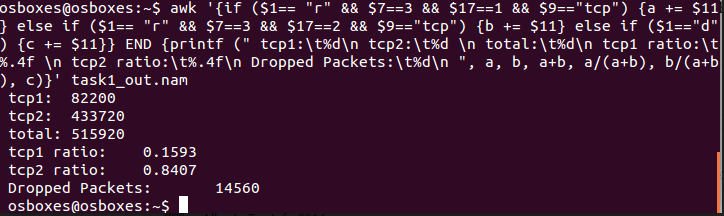 osboxes@osboxes:~$ awk '{if ($1== "r" && $7==3 && $17==1 && $9=="tcp") {a += $11
} else if ($1== "r" && $7==3 && $17==2 && $9=="tcp") {b += $11} else if ($1=="d"
) {c += $11}} END {printf (" tcp1:\t%d\n tcp2:\t%d \n total:\t%d\n tcp1 ratio:\t
%.4f \n tcp2 ratio:\t%.4f\n Dropped Packets:\t%d\n ", a, b, a+b, a/(a+b), b/(a+b
), c)}' task1_out.nam
tcp1: 82200
tcp2: 433720
total: 515920
tcp1 ratio: 0.1593
tcp2 ratio: 0.8407
Dropped Packets: 14560
osboxes@osboxes:~$